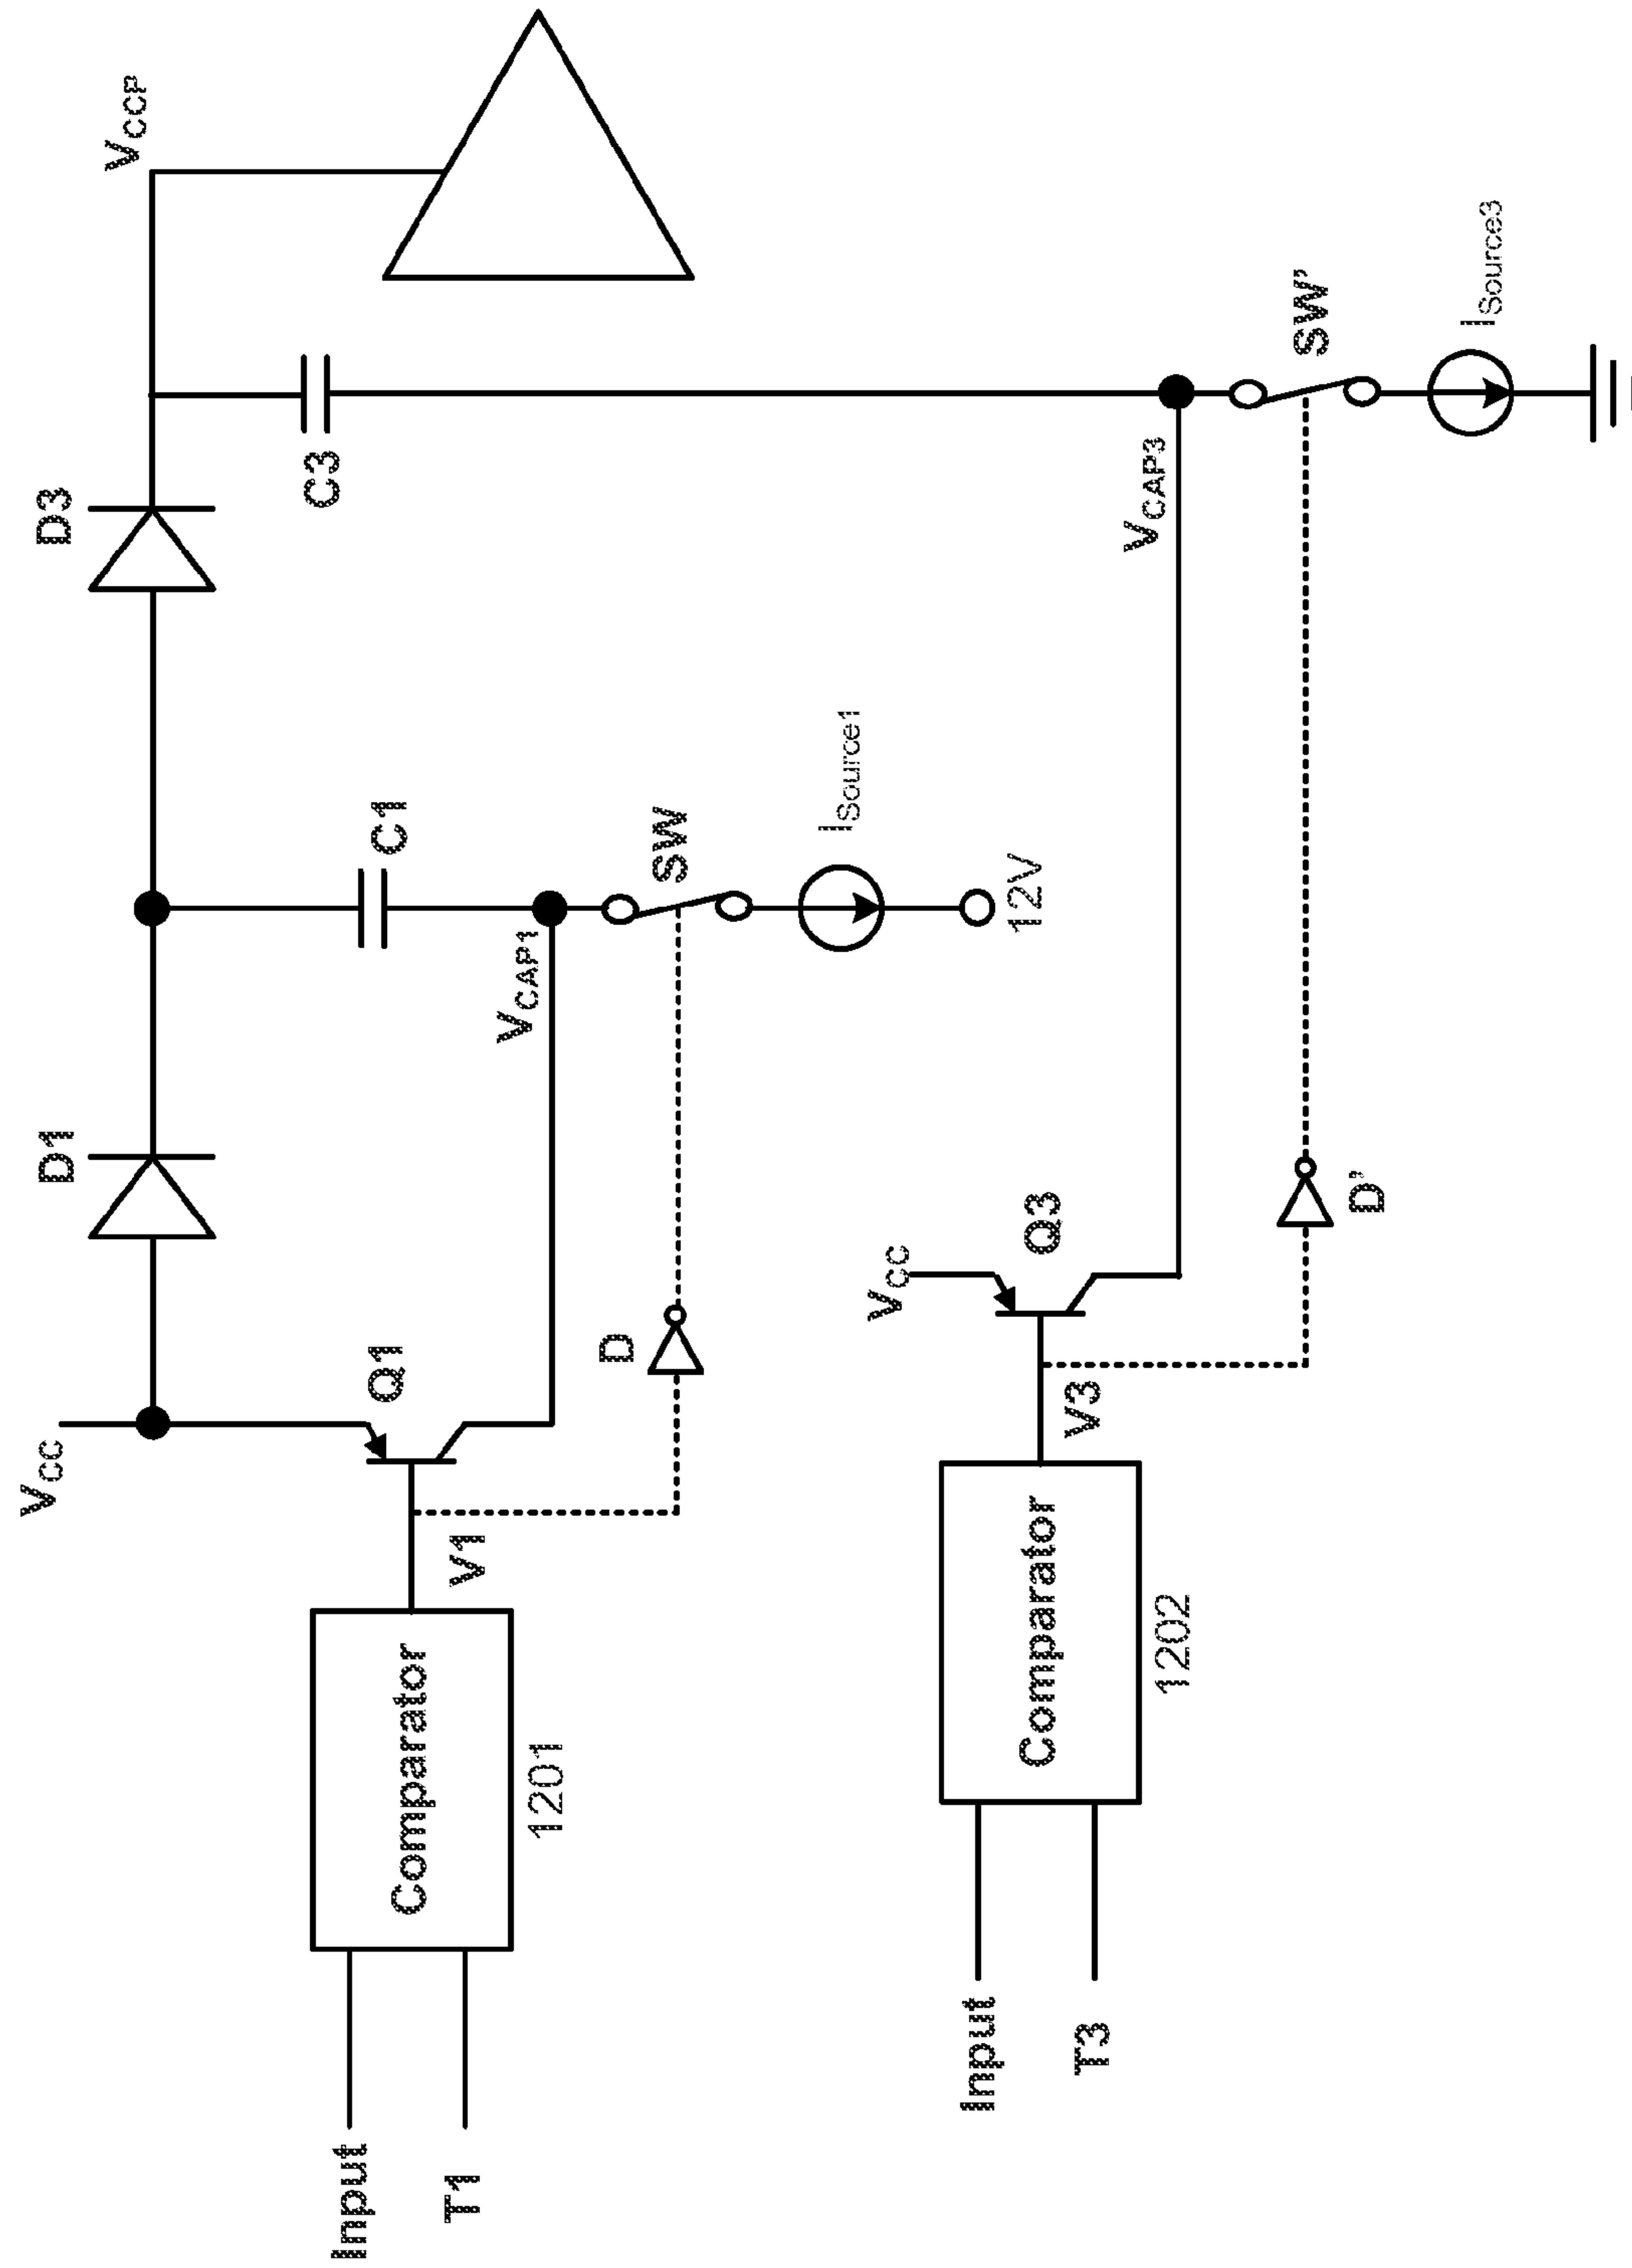 Vcc
D1
D3
VCCP
Q1
C1
C3
Input
T1
Comparator
1201
V1
VCAP1
D
SW
ISource1
12V
Vcc
Q3
Input
T3
Comparator
1202
V3
VCAP3
D'
SW'
ISource3